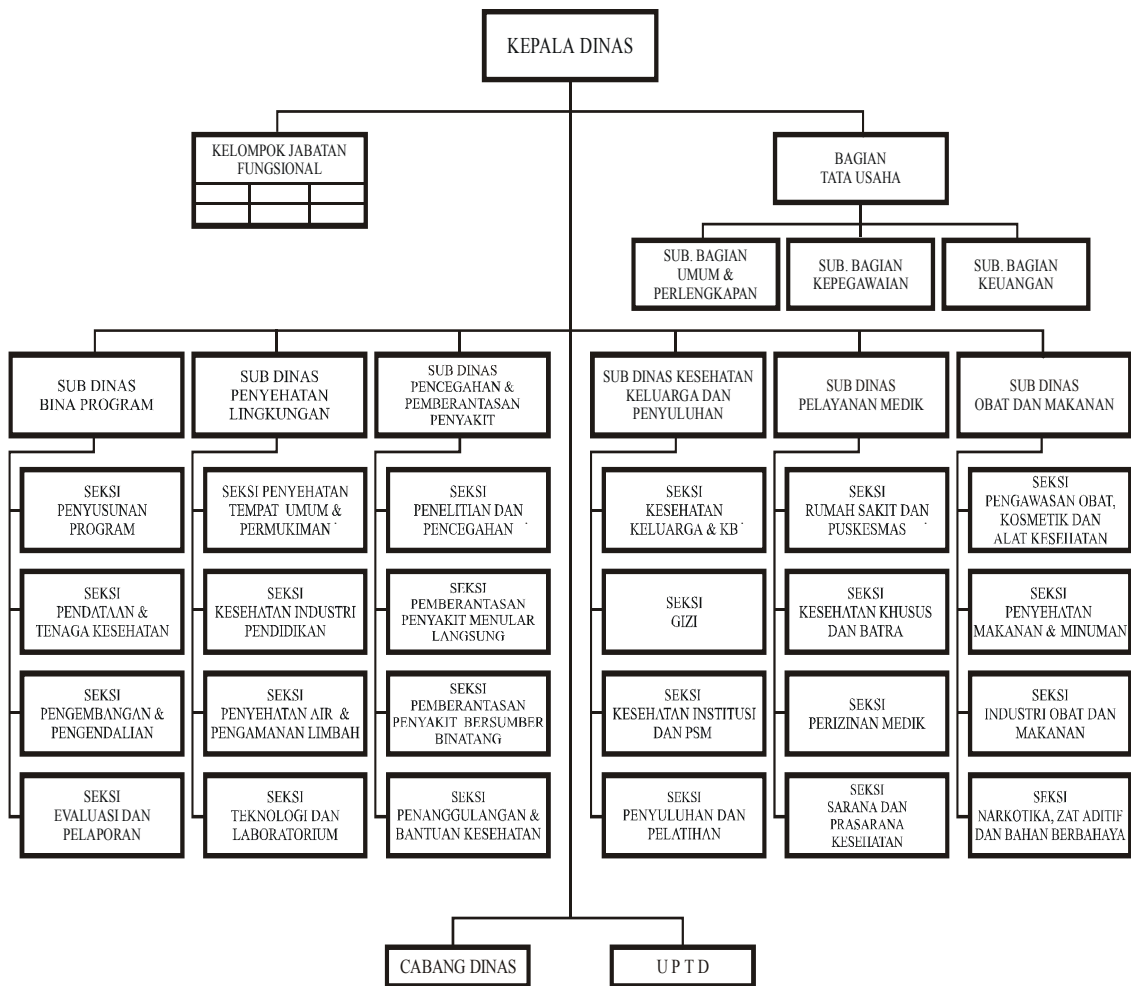 KEPALA DINAS
KELOMPOK JABATAN
FUNGSIONAL
BAGIAN
TATA USAHA
SUB. BAGIAN
UMUM &
PERLENGKAPAN
SUB. BAGIAN
KEPEGAWAIAN
SUB. BAGIAN
KEUANGAN
SUB DINAS
BINA PROGRAM
SUB DINAS
PENYEHATAN
LINGKUNGAN
SUB DINAS
PENCEGAHAN &
PEMBERANTASAN
PENYAKIT
SUB DINAS KESEHATAN
KELUARGA DAN
PENYULUHAN
SUB DINAS
PELAYANAN MEDIK
SUB DINAS
OBAT DAN MAKANAN
SEKSI
PENYUSUNAN
PROGRAM
SEKSI PENYEHATAN
TEMPAT UMUM &
PERMUKIMAN
SEKSI
PENELITIAN DAN
PENCEGAHAN
SEKSI
KESEHATAN
KELUARGA & KB
SEKSI
RUMAH SAKIT DAN
PUSKESMAS
SEKSI
PENGAWASAN OBAT,
KOSMETIK DAN
ALAT KESEHATAN
SEKSI
PENDATAAN &
TENAGA KESEHATAN
SEKSI
KESEHATAN INDUSTRI
PENDIDIKAN
SEKSI
PEMBERANTASAN
PENYAKIT MENULAR
LANGSUNG
SEKSI
GIZI
SEKSI
KESEHATAN KHUSUS
DAN BATRA
SEKSI
PENYEHATAN
MAKANAN & MINUMAN
SEKSI
PENGEMBANGAN &
PENGENDALIAN
SEKSI
PENYEHATAN AIR &
PENGAMANAN LIMBAH
SEKSI
PEMBERANTASAN
PENYAKIT BERSUMBER
BINATANG
SEKSI
KESEHATAN INSTITUSI
DAN PSM
SEKSI
PERIZINAN MEDIK
SEKSI
INDUSTRI OBAT DAN
MAKANAN
SEKSI
EVALUASI DAN
PELAPORAN
SEKSI
TEKNOLOGI DAN
LABORATORIUM
SEKSI
PENANGGULANGAN &
BANTUAN KESEHATAN
SEKSI
PENYULUHAN DAN
PELATIHAN
SEKSI
SARANA DAN
PRASARANA
KESEHATAN
SEKSI
NARKOTIKA, ZAT ADITIF
DAN BAHAN BERBAHAYA
CABANG DINAS
U P T D